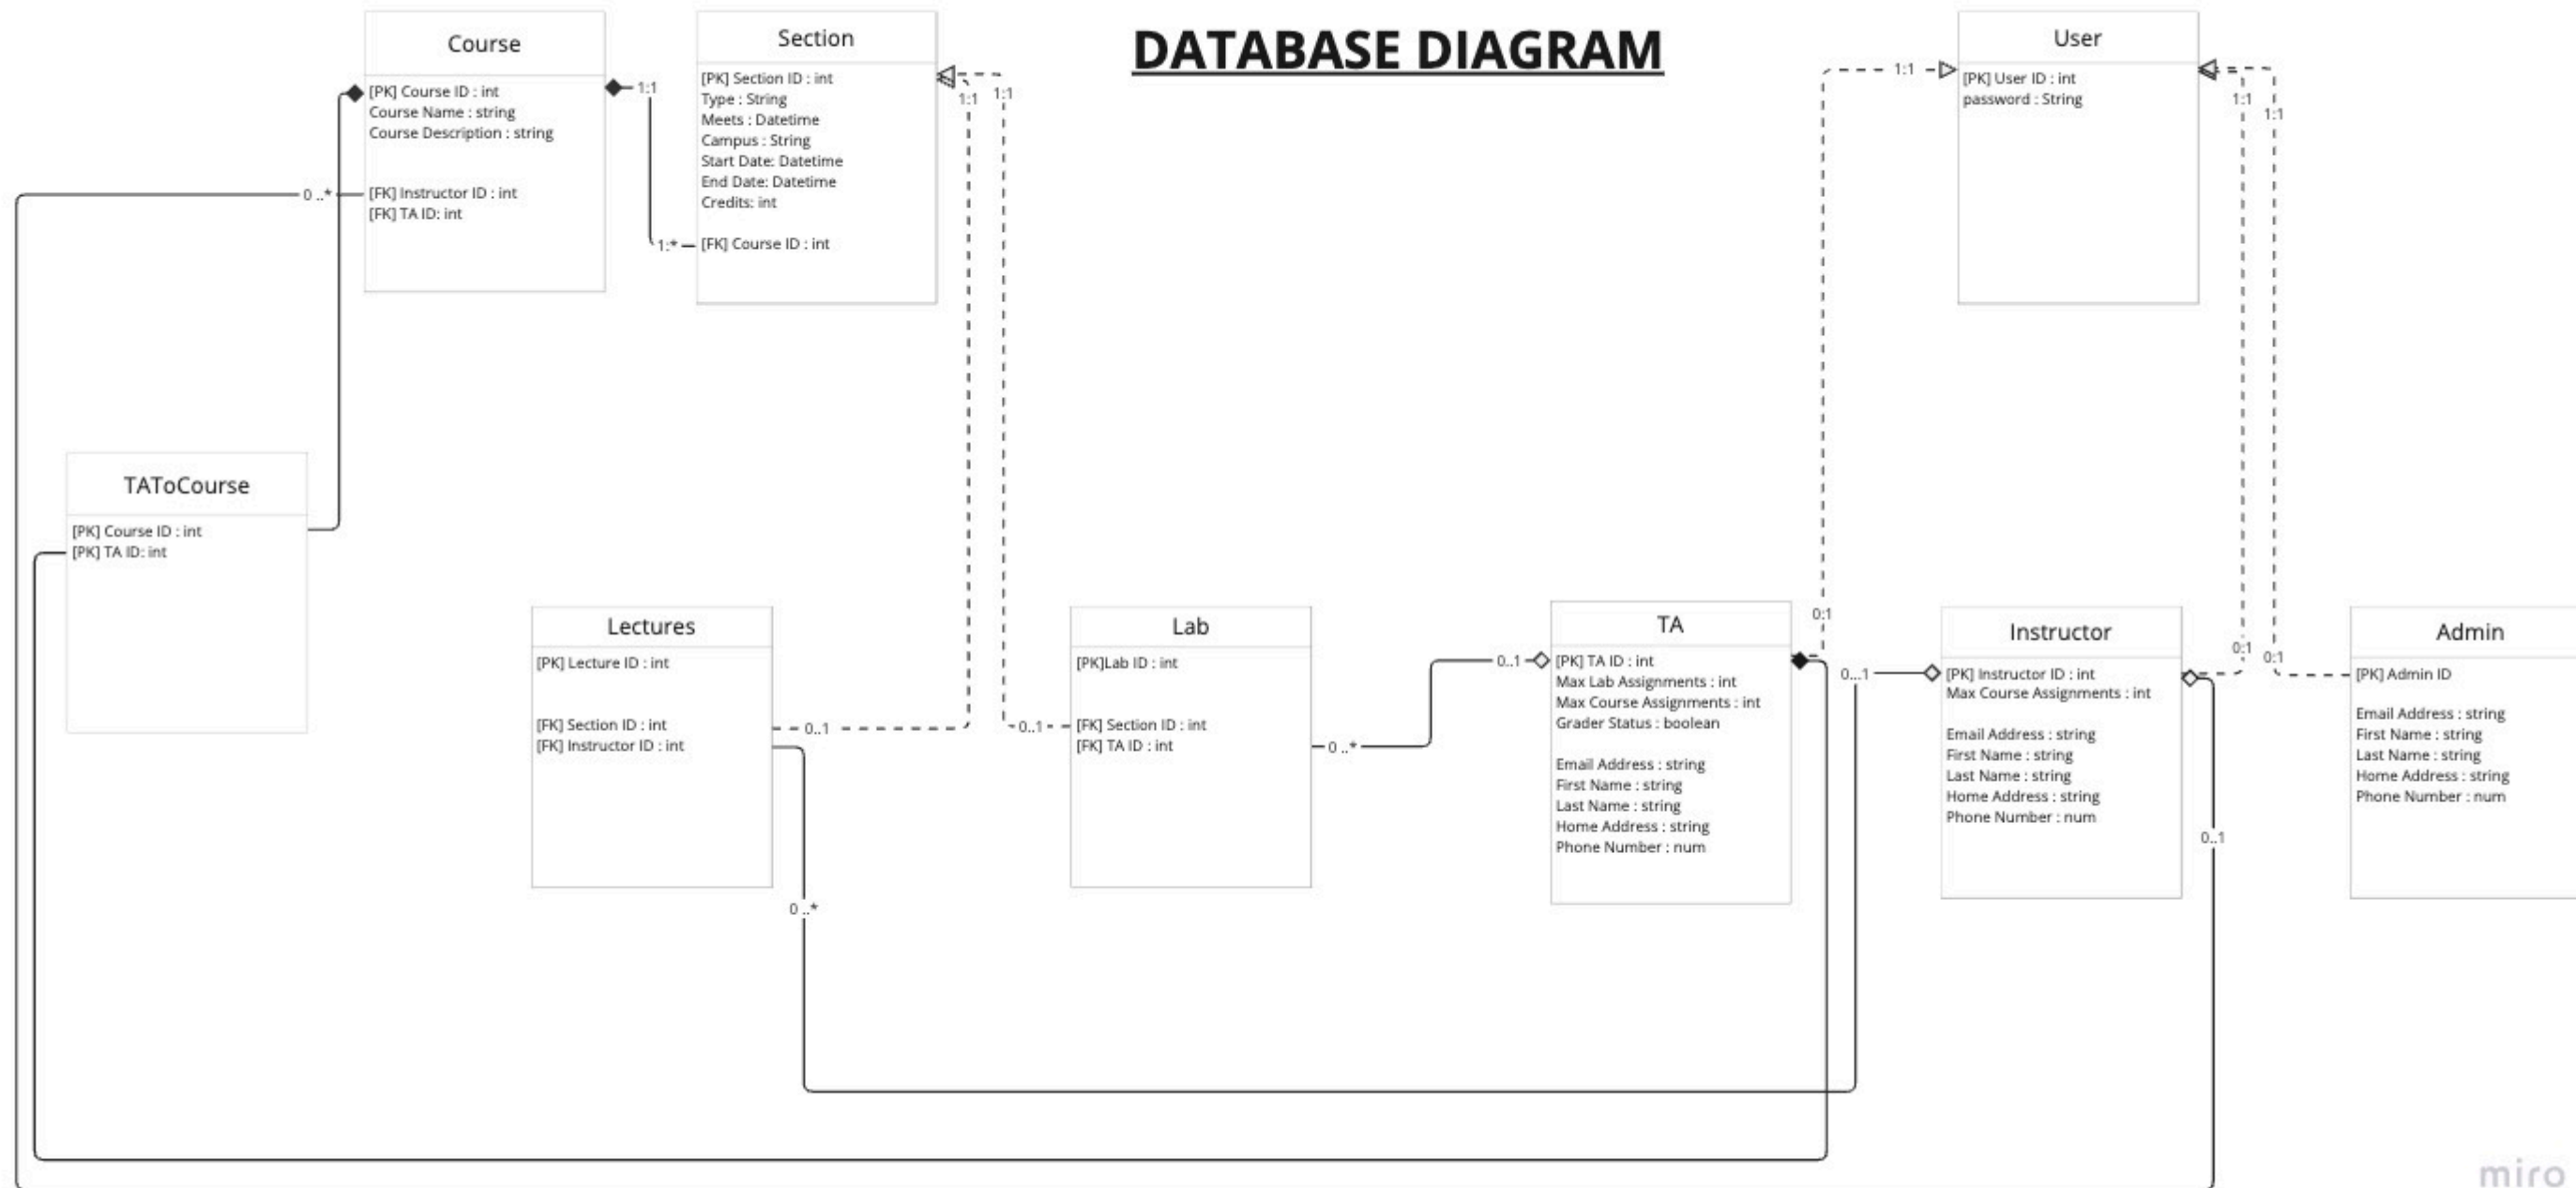 DATABASE DIAGRAM
Course
[PK] Course ID : int
Course Name : string
Course Description : string
[FK] Instructor ID : int
[FK] TA ID: int
0 ..*
1:1
1:*
Section
[PK] Section ID : int
Type : String
Meets : Datetime
Campus : String
Start Date: Datetime
End Date: Datetime
Credits: int
[FK] Course ID : int
1:1
1:1
User
[PK] User ID : int
password : String
1:1
1:1
1:1
TAToCourse
[PK] Course ID : int
[PK] TA ID: int
Lectures
[PK] Lecture ID : int
[FK] Section ID : int
[FK] Instructor ID : int
0..1
0 ..*
Lab
[PK]Lab ID : int
[FK] Section ID : int
[FK] TA ID : int
0..1
0 ..*
0..1
TA
[PK] TA ID : int
Max Lab Assignments : int
Max Course Assignments : int
Grader Status : boolean
Email Address : string
First Name : string
Last Name : string
Home Address : string
Phone Number : num
0:1
0...1
Instructor
[PK] Instructor ID : int
Max Course Assignments : int
Email Address : string
First Name : string
Last Name : string
Home Address : string
Phone Number : num
0:1
0:1
0..1
Admin
[PK] Admin ID
Email Address : string
First Name : string
Last Name : string
Home Address : string
Phone Number : num
miro